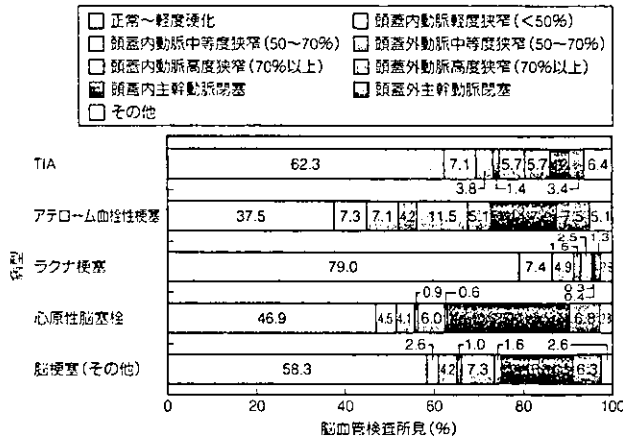 正常～軽度硬化
頭蓋内動脈軽度狭窄(<50%)
頭蓋内動脈中等度狭窄(50～70%)
頭蓋外動脈中等度狭窄(50～70%)
頭蓋内動脈高度狭窄(70%以上)
頭蓋外動脈高度狭窄(70%以上)
頭蓋内主幹動脈閉塞
頭蓋外主幹動脈閉塞
その他
TIA
62.3 7.1 5.7 5.7 6.4
3.8 1.4 3.4
アテローム血栓性梗塞
37.5 7.3 7.1 4.2 11.5 5.1 7.5 5.1
2.5 1.3
1.5
ラクナ梗塞
79.0 7.4 4.9
0.3
0.4
0.9 0.6
心原性脳塞栓
46.9 4.5 4.1 6.0 6.8
2.6 1.0 1.6 2.6
脳梗塞(その他)
58.3 4.2 7.3 6.3
0 20 40 60 80 100
脳血管検査所見(%)